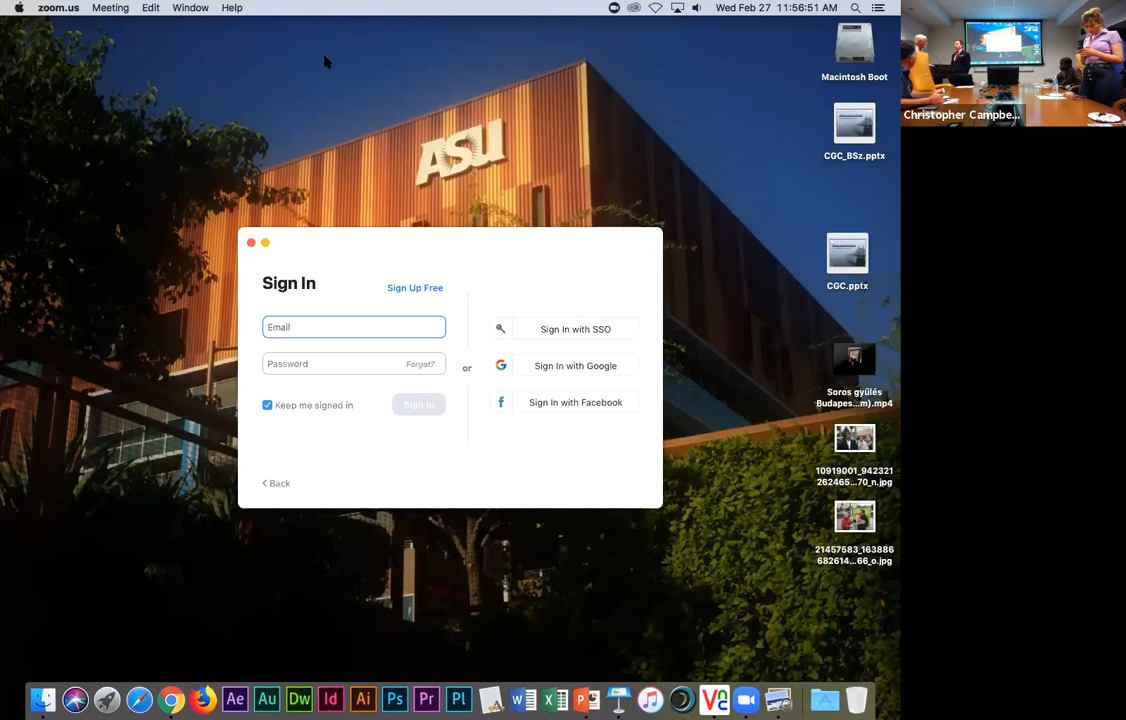 zoom.us Meeting Edit Window Help
Wed Feb 27 11:56:51 AM
Macintosh Boot
CGC_BSz.pptx
CGC.pptx
Soros gyűlés
Budapes...m).mp4
10919001_942321
262465...70_n.jpg
21457583_163886
682614...66_o.jpg
Christopher Campbe...
ASU
Sign In
Sign Up Free
Email
Password
Forgot?
Keep me signed in
Sign In
or
Sign In with SSO
Sign In with Google
Sign In with Facebook
Back
Ae Au Dw Id Ai Ps Pr Pl